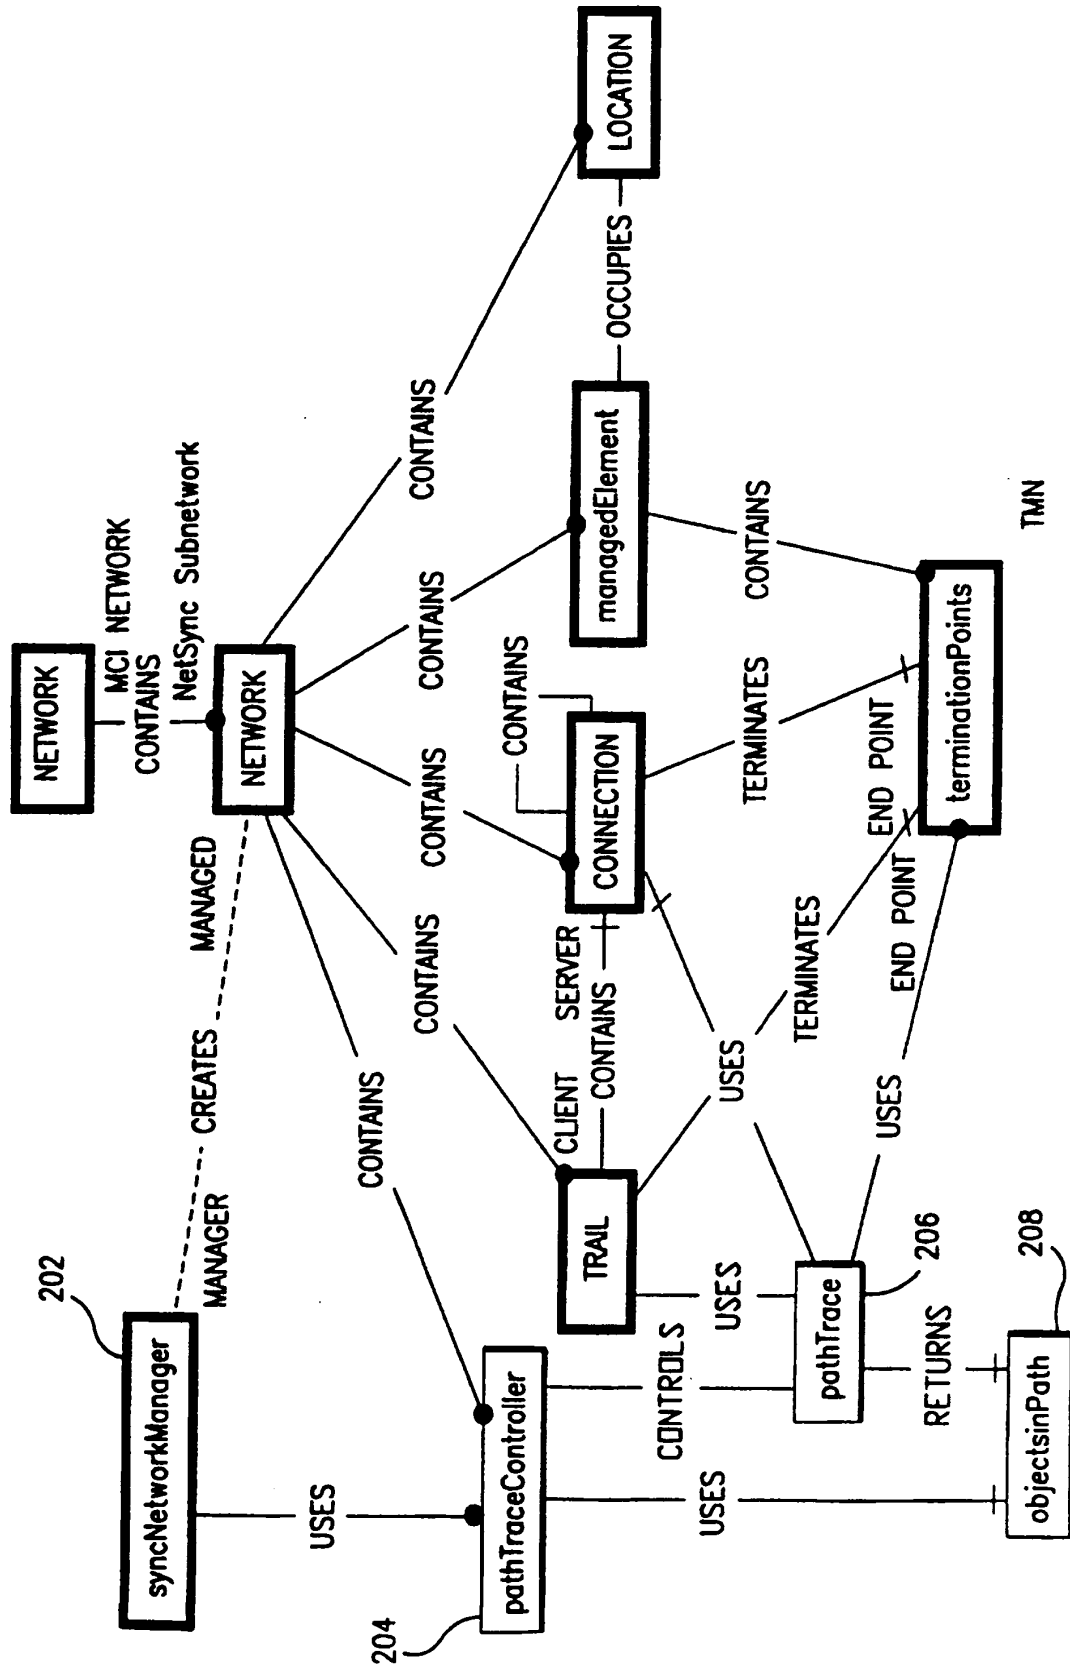 NETWORK
MCI NETWORK
CONTAINS
NetSync Subnetwork
202
syncNetworkManager
MANAGER
CREATES
MANAGED
NETWORK
USES
CONTAINS
CONTAINS
CONTAINS
CONTAINS
CONTAINS
204
pathTraceController
TRAIL
CLIENT
SERVER
CONTAINS
CONNECTION
CONTAINS
managedElement
OCCUPIES
LOCATION
CONTROLS
USES
USES
USES
TERMINATES
TERMINATES
CONTAINS
USES
pathTrace
206
USES
END POINT
END POINT
terminationPoints
RETURNS
208
objectsinPath
TMN